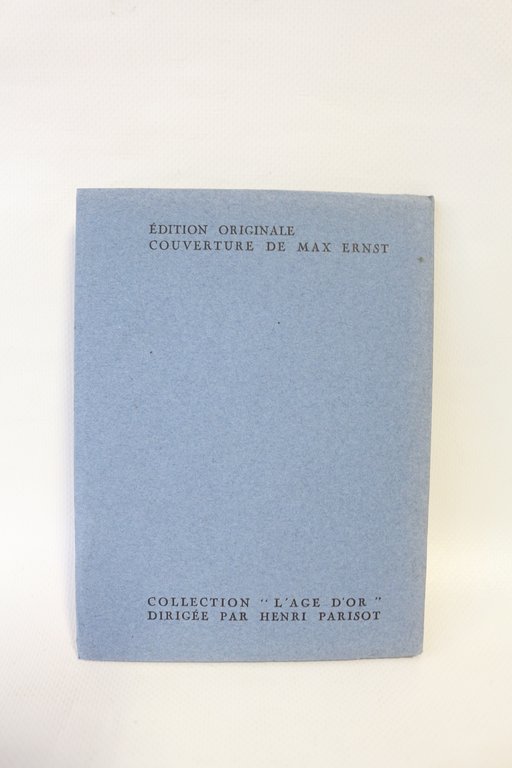 ÉDITION ORIGINALE
COUVERTURE DE MAX ERNST
COLLECTION “ L'AGE D'OR ”
DIRIGÉE PAR HENRI PARISOT